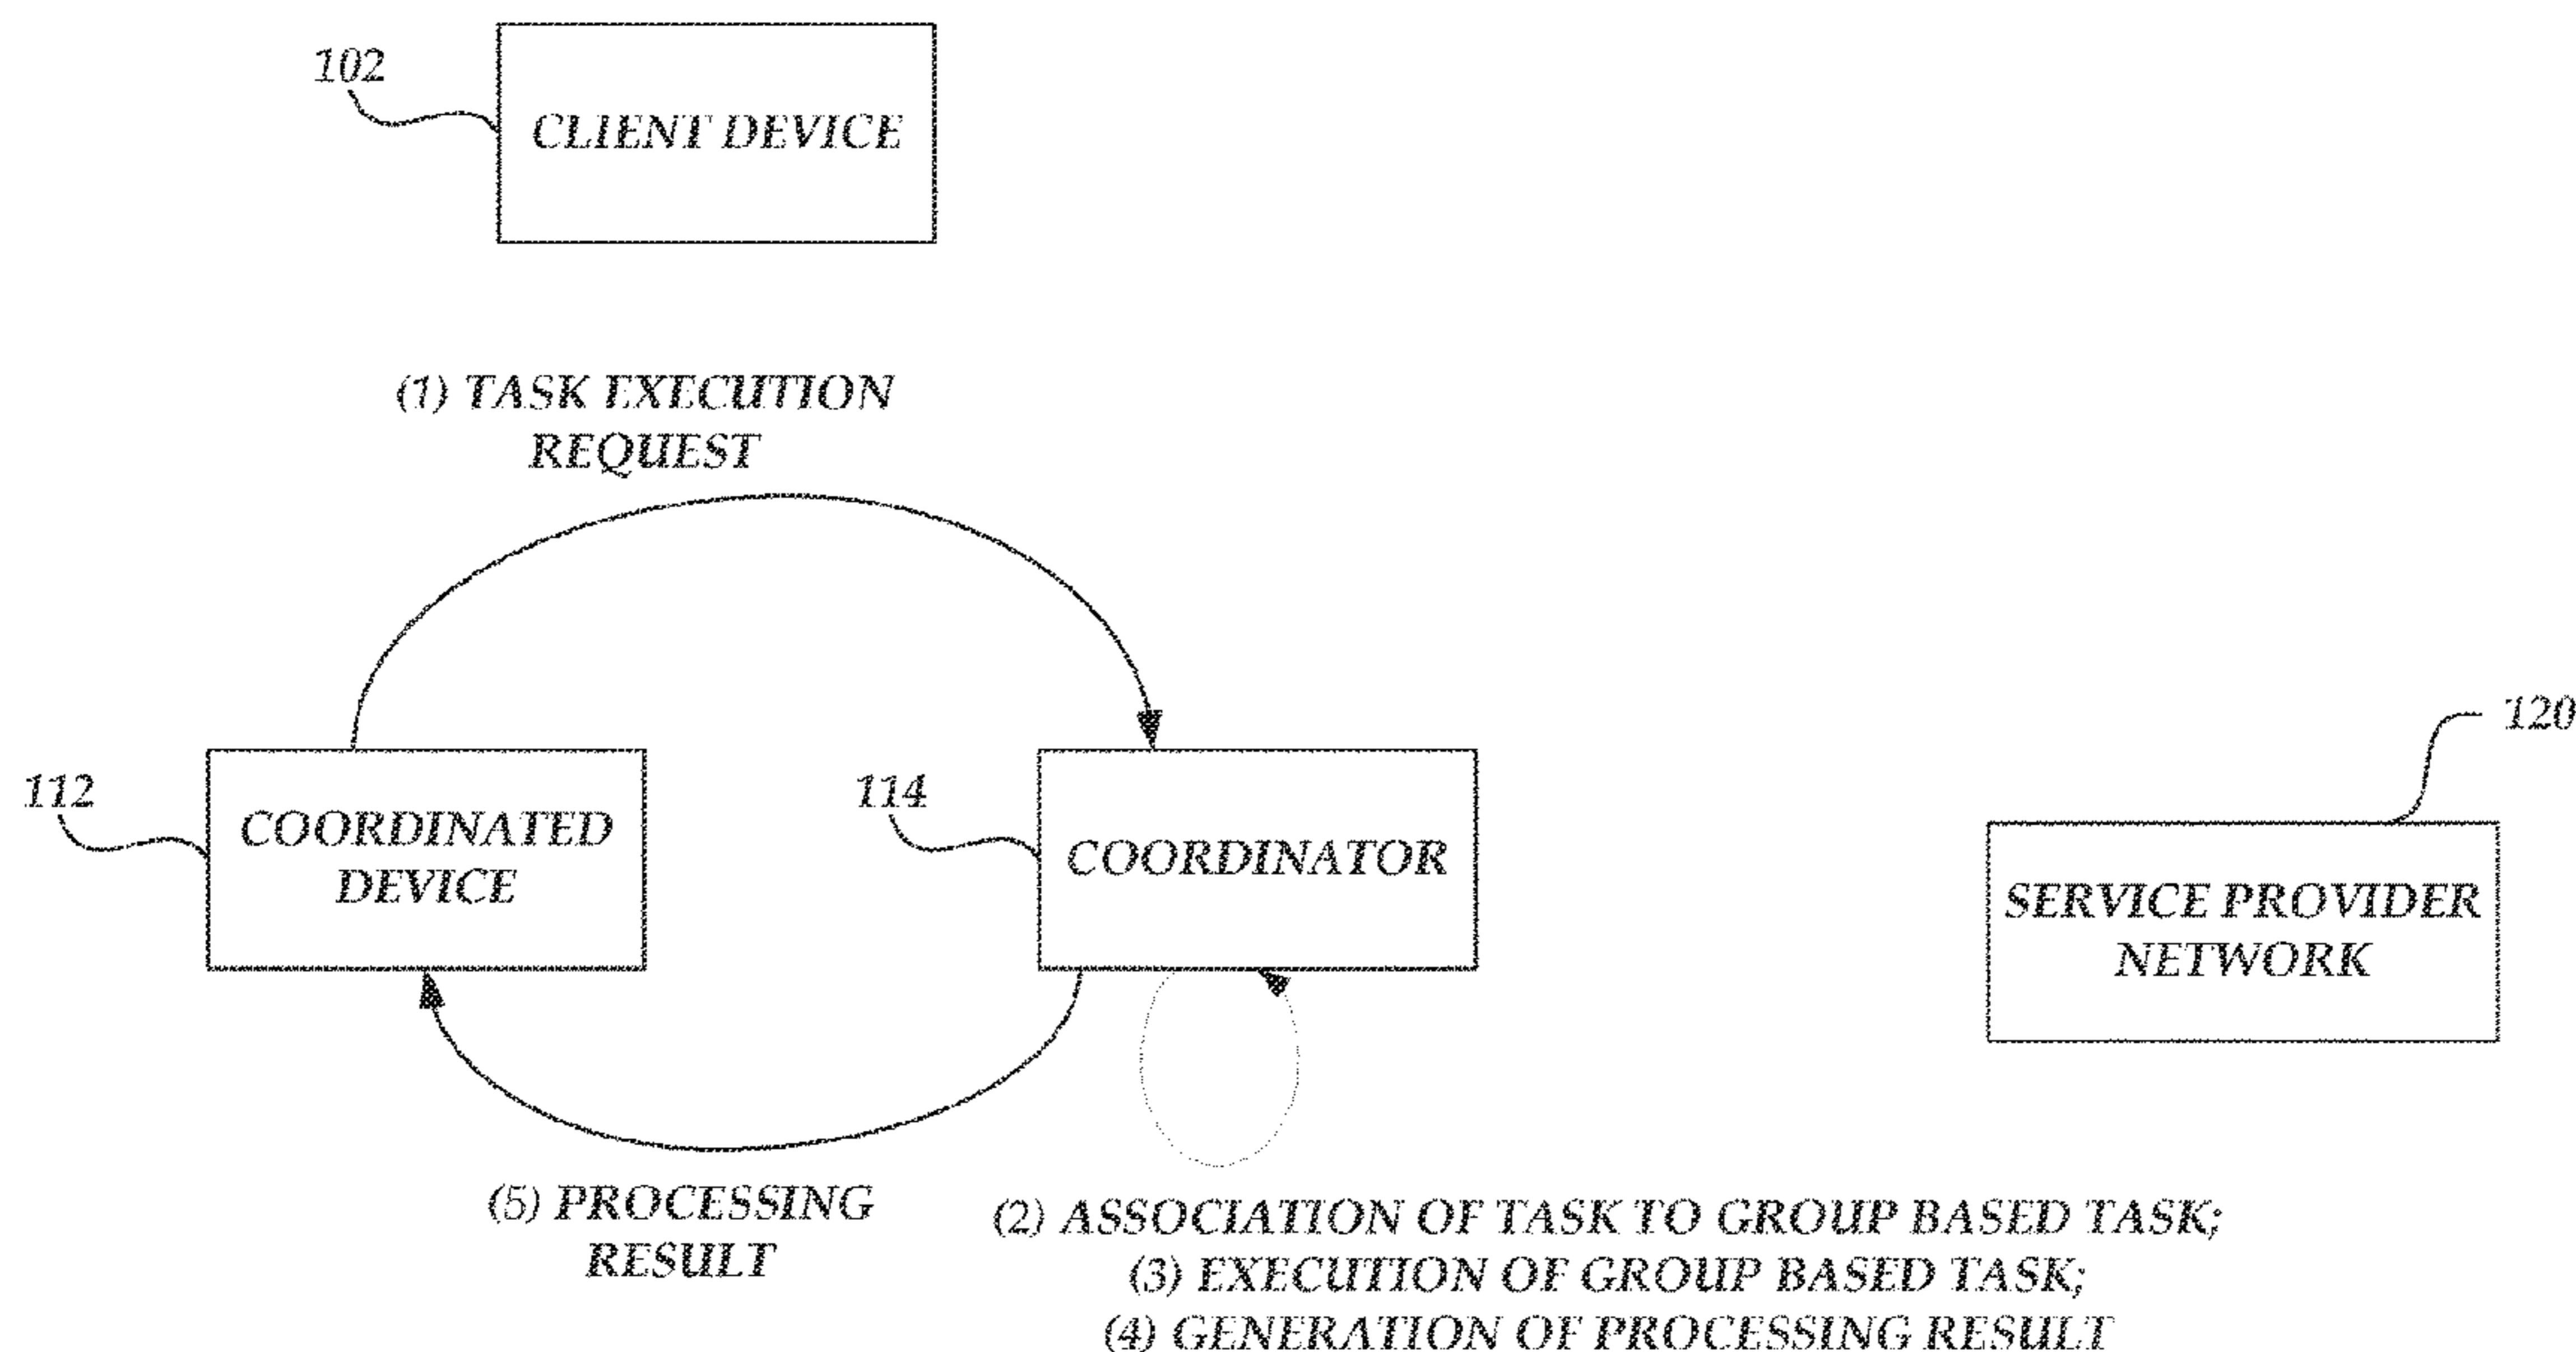 102
CLIENT DEVICE
(1) TASK EXECUTION
REQUEST
120
112
COORDINATED
DEVICE
114
COORDINATOR
SERVICE PROVIDER
NETWORK
(5) PROCESSING
RESULT
(2) ASSOCIATION OF TASK TO GROUP BASED TASK;
(3) EXECUTION OF GROUP BASED TASK;
(4) GENERATION OF PROCESSING RESULT